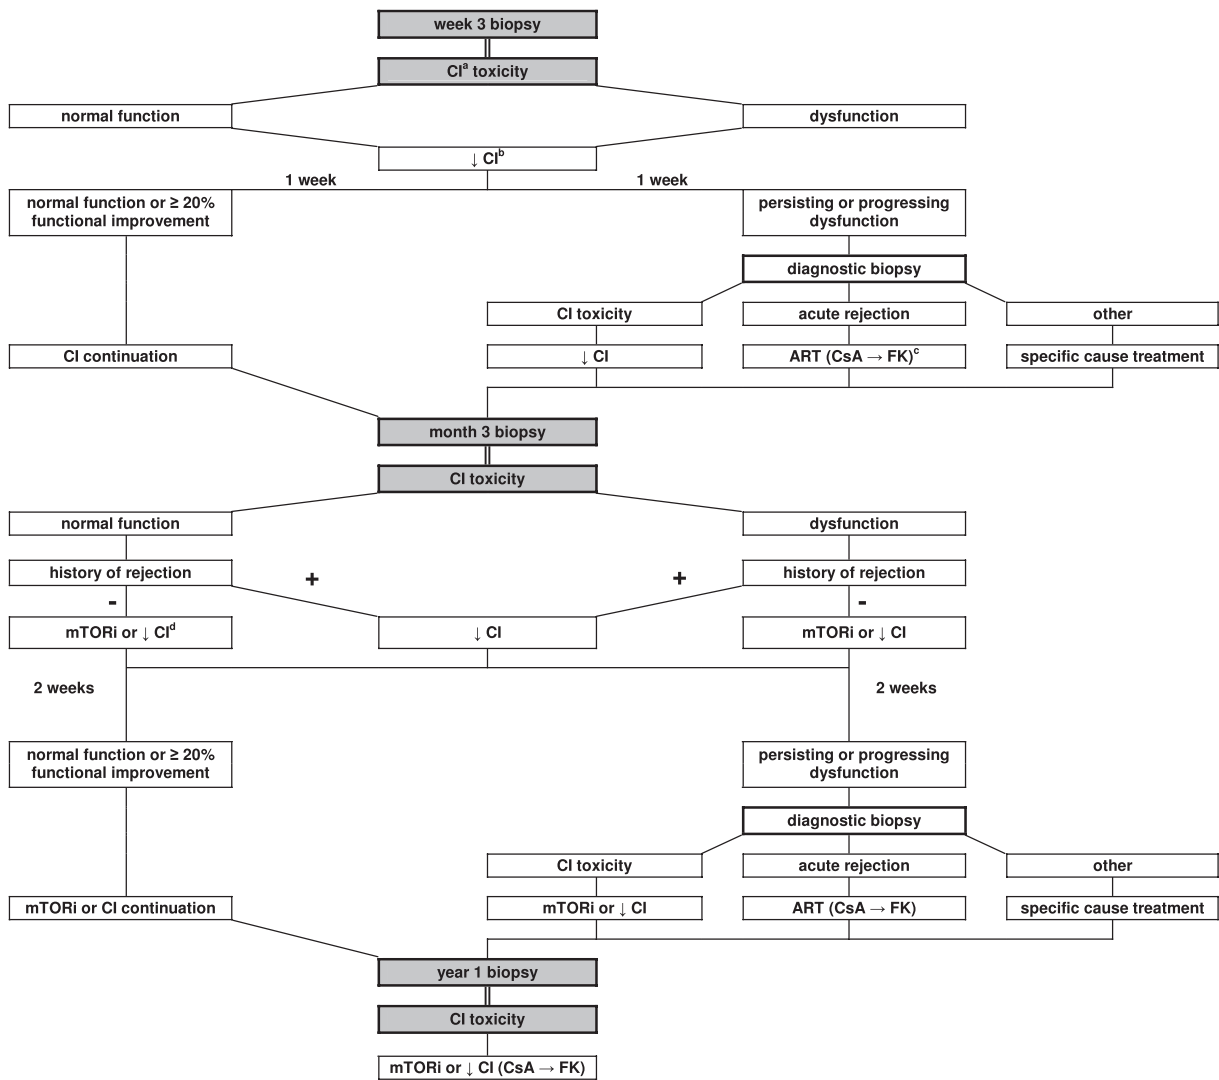 week 3 biopsy
CIª toxicity
normal function
dysfunction
↓ CIᵇ
1 week
1 week
normal function or ≥ 20%
functional improvement
persisting or progressing
dysfunction
diagnostic biopsy
CI toxicity
acute rejection
other
CI continuation
↓ CI
ART (CsA → FK)ᶜ
specific cause treatment
month 3 biopsy
CI toxicity
normal function
dysfunction
history of rejection
+
+
history of rejection
-
-
mTORi or ↓ CIᵈ
↓ CI
mTORi or ↓ CI
2 weeks
2 weeks
normal function or ≥ 20%
functional improvement
persisting or progressing
dysfunction
diagnostic biopsy
CI toxicity
acute rejection
other
mTORi or CI continuation
mTORi or ↓ CI
ART (CsA → FK)
specific cause treatment
year 1 biopsy
CI toxicity
mTORi or ↓ CI (CsA → FK)